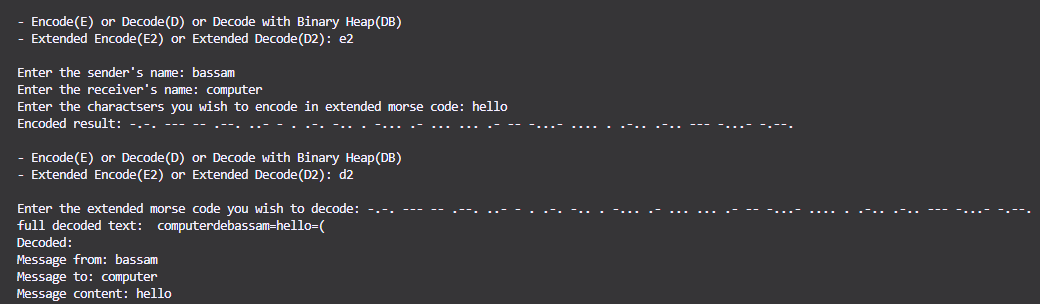 - Encode(E) or Decode(D) or Decode with Binary Heap(DB)
- Extended Encode(E2) or Extended Decode(D2): e2
Enter the sender's name: bassam
Enter the receiver's name: computer
Enter the charactsers you wish to encode in extended morse code: hello
Encoded result: -.-. --- -- .--. ..- - . .-. -.. . -... .- ... ... .- -- -...- .... . .-.. .-.. --- -...- -.--.
- Encode(E) or Decode(D) or Decode with Binary Heap(DB)
- Extended Encode(E2) or Extended Decode(D2): d2
Enter the extended morse code you wish to decode: -.-. --- -- .--. ..- - . .-. -.. . -... .- ... ... .- -- -...- .... . .-.. .-.. --- -...- -.--.
full decoded text:  computerdebassam=hello=(
Decoded:
Message from: bassam
Message to: computer
Message content: hello